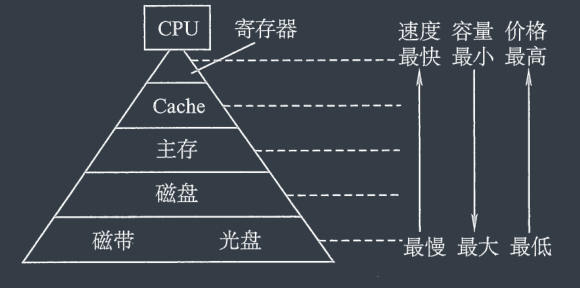 CPU
寄存器
速度 容量 价格
最快 最小 最高
Cache
主存
磁盘
磁带 光盘
最慢 最大 最低